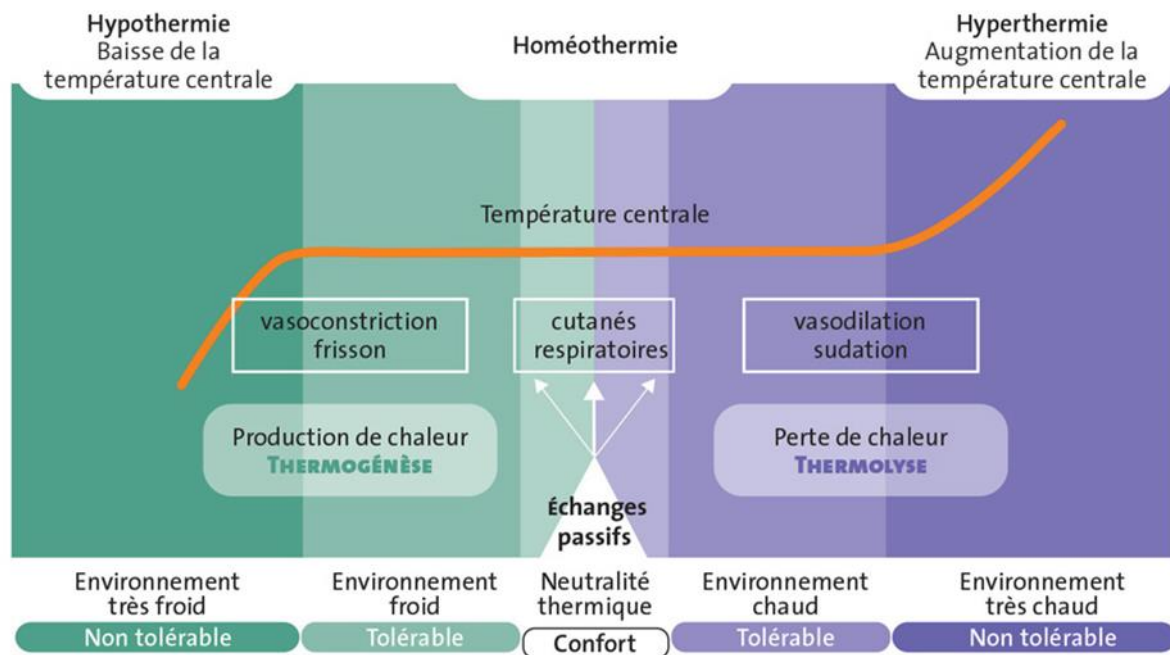 Hypothermie
Baisse de la
température centrale
Homéothermie
Hyperthermie
Augmentation de la
température centrale
Température centrale
vasoconstriction
frisson
cutanés
respiratoires
vasodilation
sudation
Production de chaleur
THERMOGÉNÈSE
Perte de chaleur
THERMOLYSE
Échanges
passifs
Environnement
très froid
Environnement
froid
Neutralité
thermique
Environnement
chaud
Environnement
très chaud
Non tolérable
Tolérable
Confort
Tolérable
Non tolérable